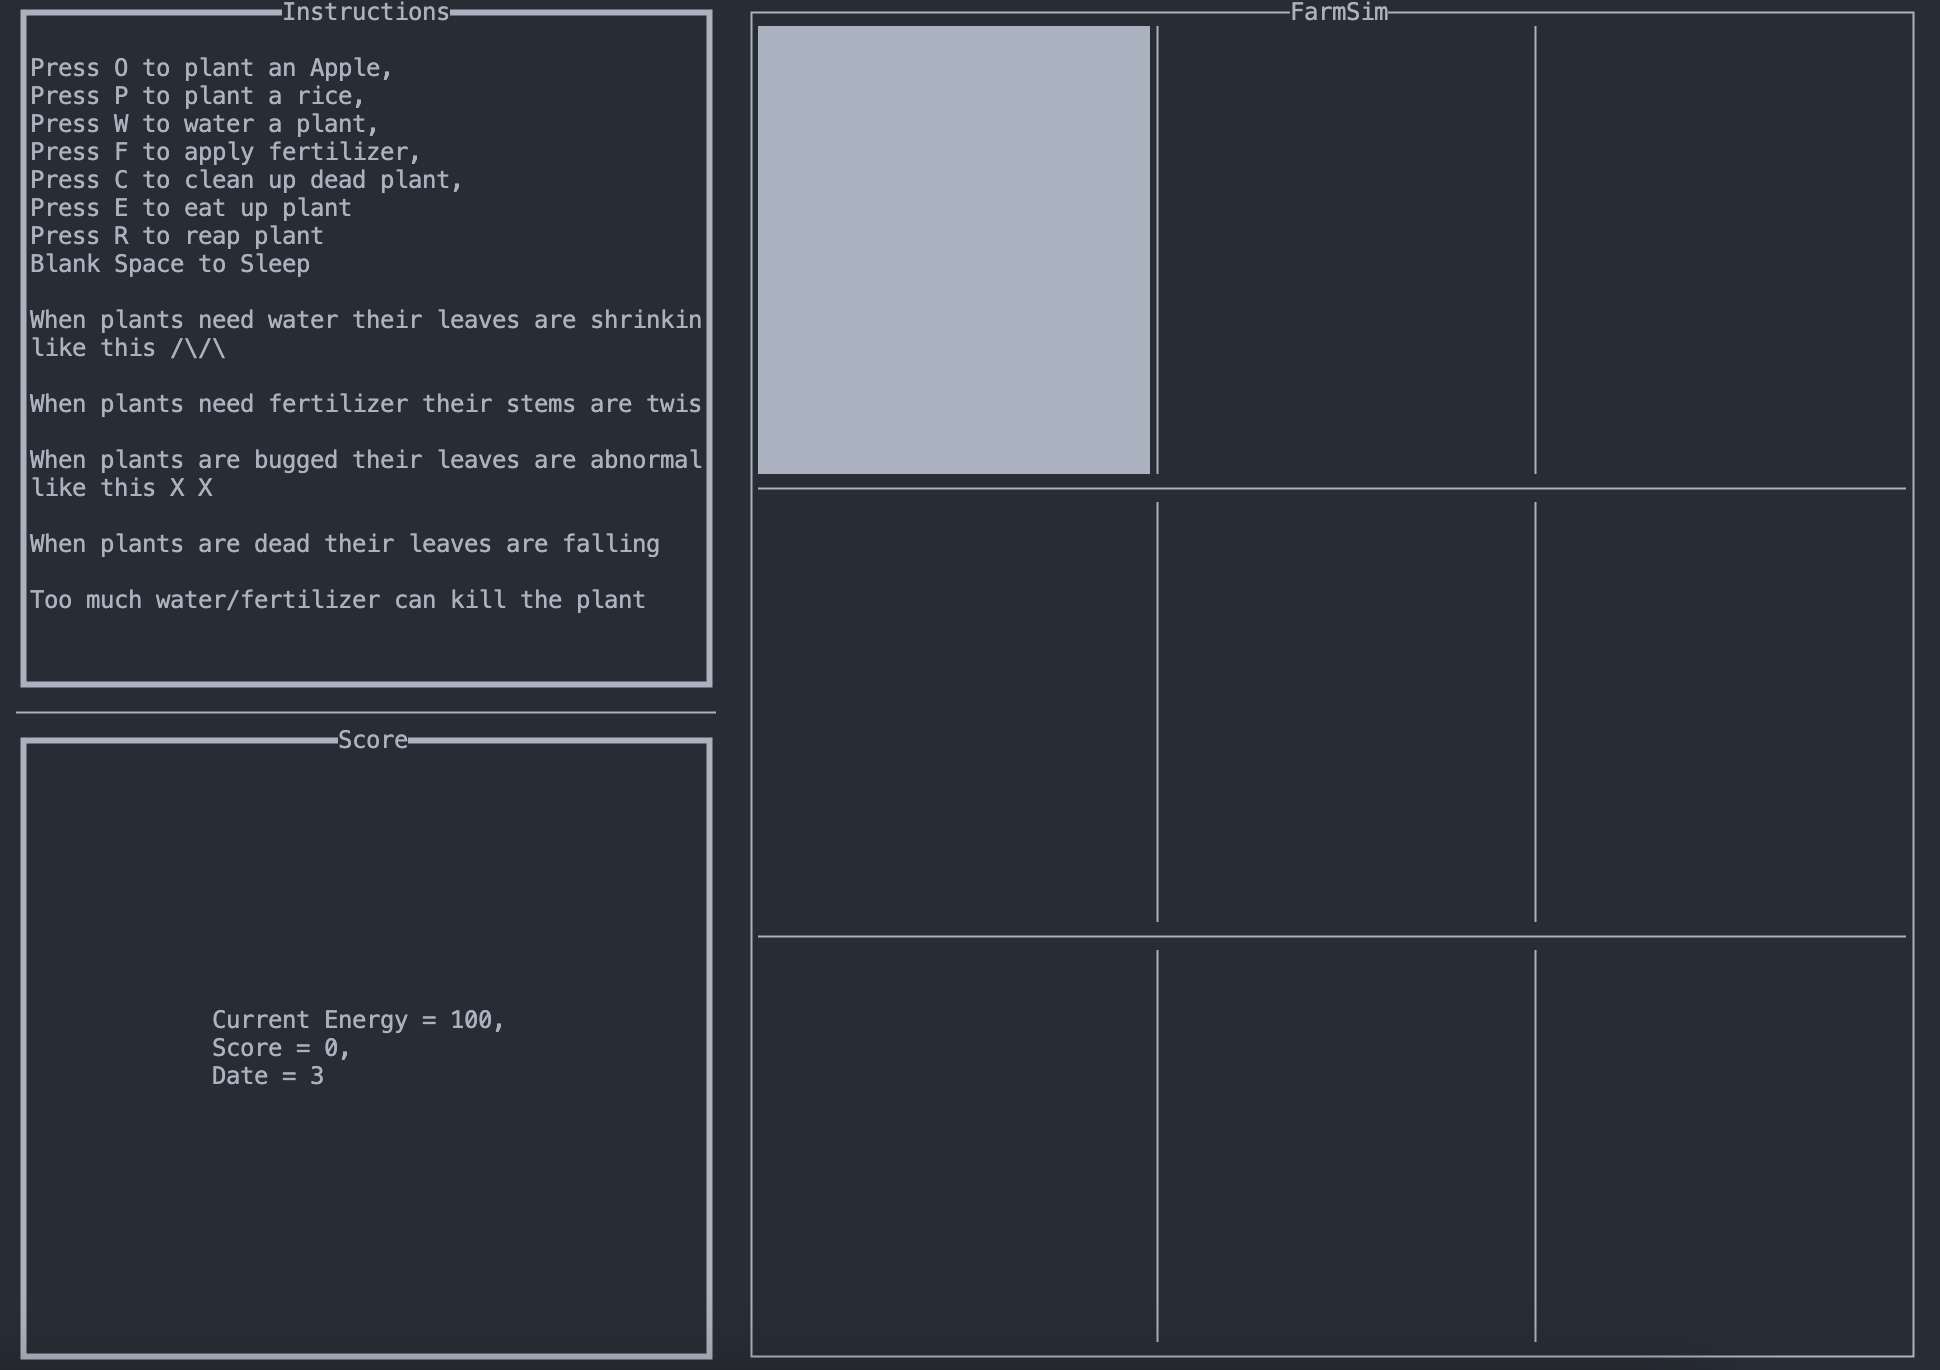 Instructions
Press O to plant an Apple,
Press P to plant a rice,
Press W to water a plant,
Press F to apply fertilizer,
Press C to clean up dead plant,
Press E to eat up plant
Press R to reap plant
Blank Space to Sleep
When plants need water their leaves are shrinkin
like this /\/\
When plants need fertilizer their stems are twis
When plants are bugged their leaves are abnormal
like this X X
When plants are dead their leaves are falling
Too much water/fertilizer can kill the plant
Score
Current Energy = 100,
Score = 0,
Date = 3
FarmSim